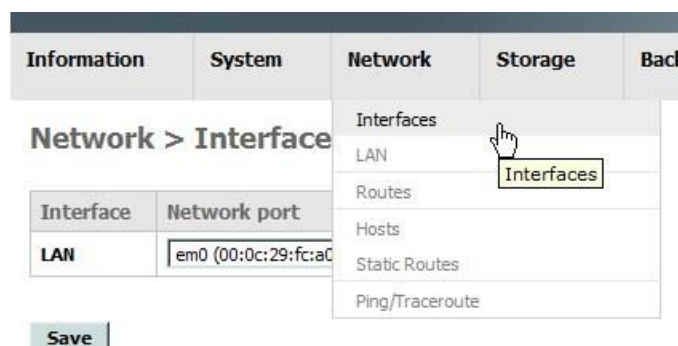 Information System Network Storage
Interfaces
Network > Interface
LAN
Interfaces
Routes
Interface Network port
Hosts
LAN em0 (00:0c:29:fc:a0
Static Routes
Ping/Traceroute
Save